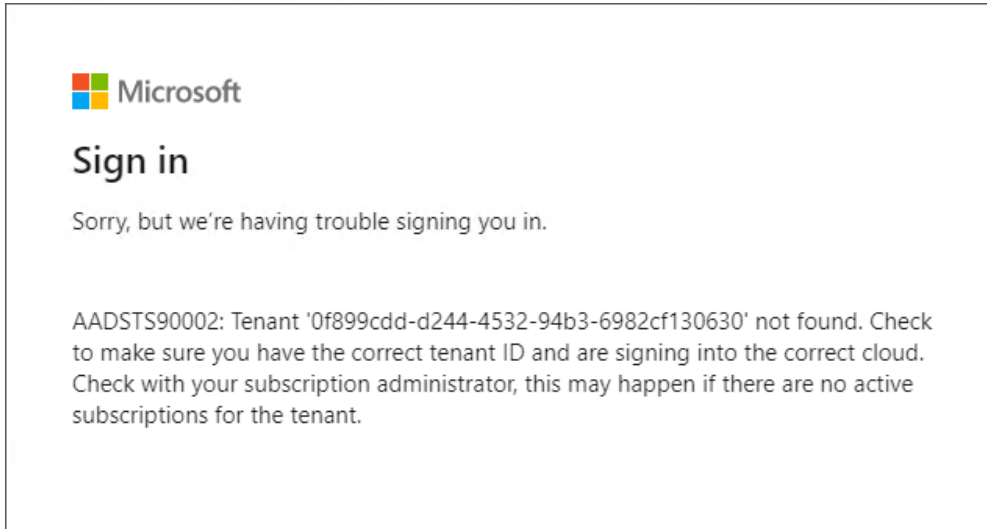 Microsoft
Sign in
Sorry, but we're having trouble signing you in.
AADSTS90002: Tenant '0f899cdd-d244-4532-94b3-6982cf130630' not found. Check
to make sure you have the correct tenant ID and are signing into the correct cloud.
Check with your subscription administrator, this may happen if there are no active
subscriptions for the tenant.